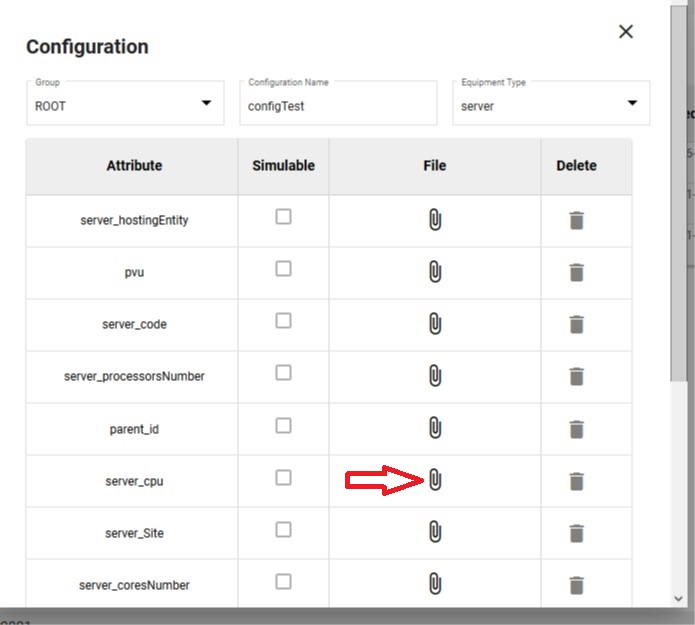 Configuration
Group
ROOT
Configuration Name
configTest
Equipment Type
server
Attribute Simulable File Delete
server_hostingEntity
pvu
server_code
server_processorsNumber
parent_id
server_cpu
server_Site
server_coresNumber